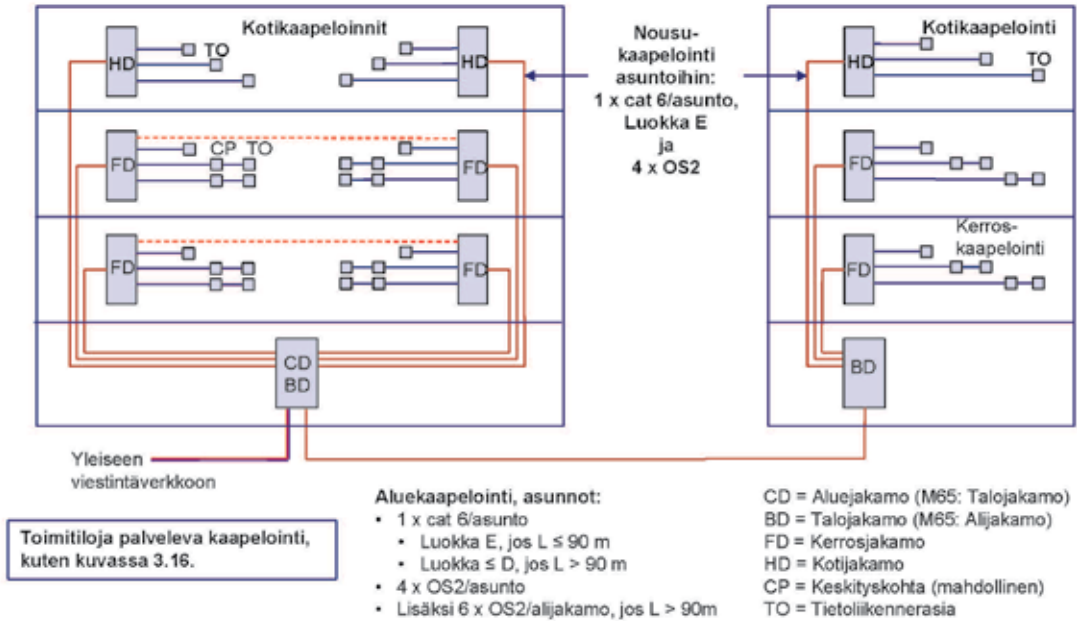 Kotikaapeloinnit
HD
TO
HD
FD
CP TO
FD
FD
FD
CD
BD
Yleiseen
viestintäverkkoon
Nousu-
kaapelointi
asuntoihin:
1 x cat 6/asunto,
Luokka E
ja
4 x OS2
Kotikaapelointi
HD
TO
FD
Kerros-
kaapelointi
FD
BD
Toimitiloja palveleva kaapelointi,
kuten kuvassa 3.16.
Aluekaapelointi, asunnot:
• 1 x cat 6/asunto
• Luokka E, jos L ≤ 90 m
• Luokka ≤ D, jos L > 90 m
• 4 x OS2/asunto
• Lisäksi 6 x OS2/alijakamo, jos L > 90m
CD = Aluejakamo (M65: Talojakamo)
BD = Talojakamo (M65: Alijakamo)
FD = Kerrosjakamo
HD = Kotijakamo
CP = Keskityskohta (mahdollinen)
TO = Tietoliikennerasia